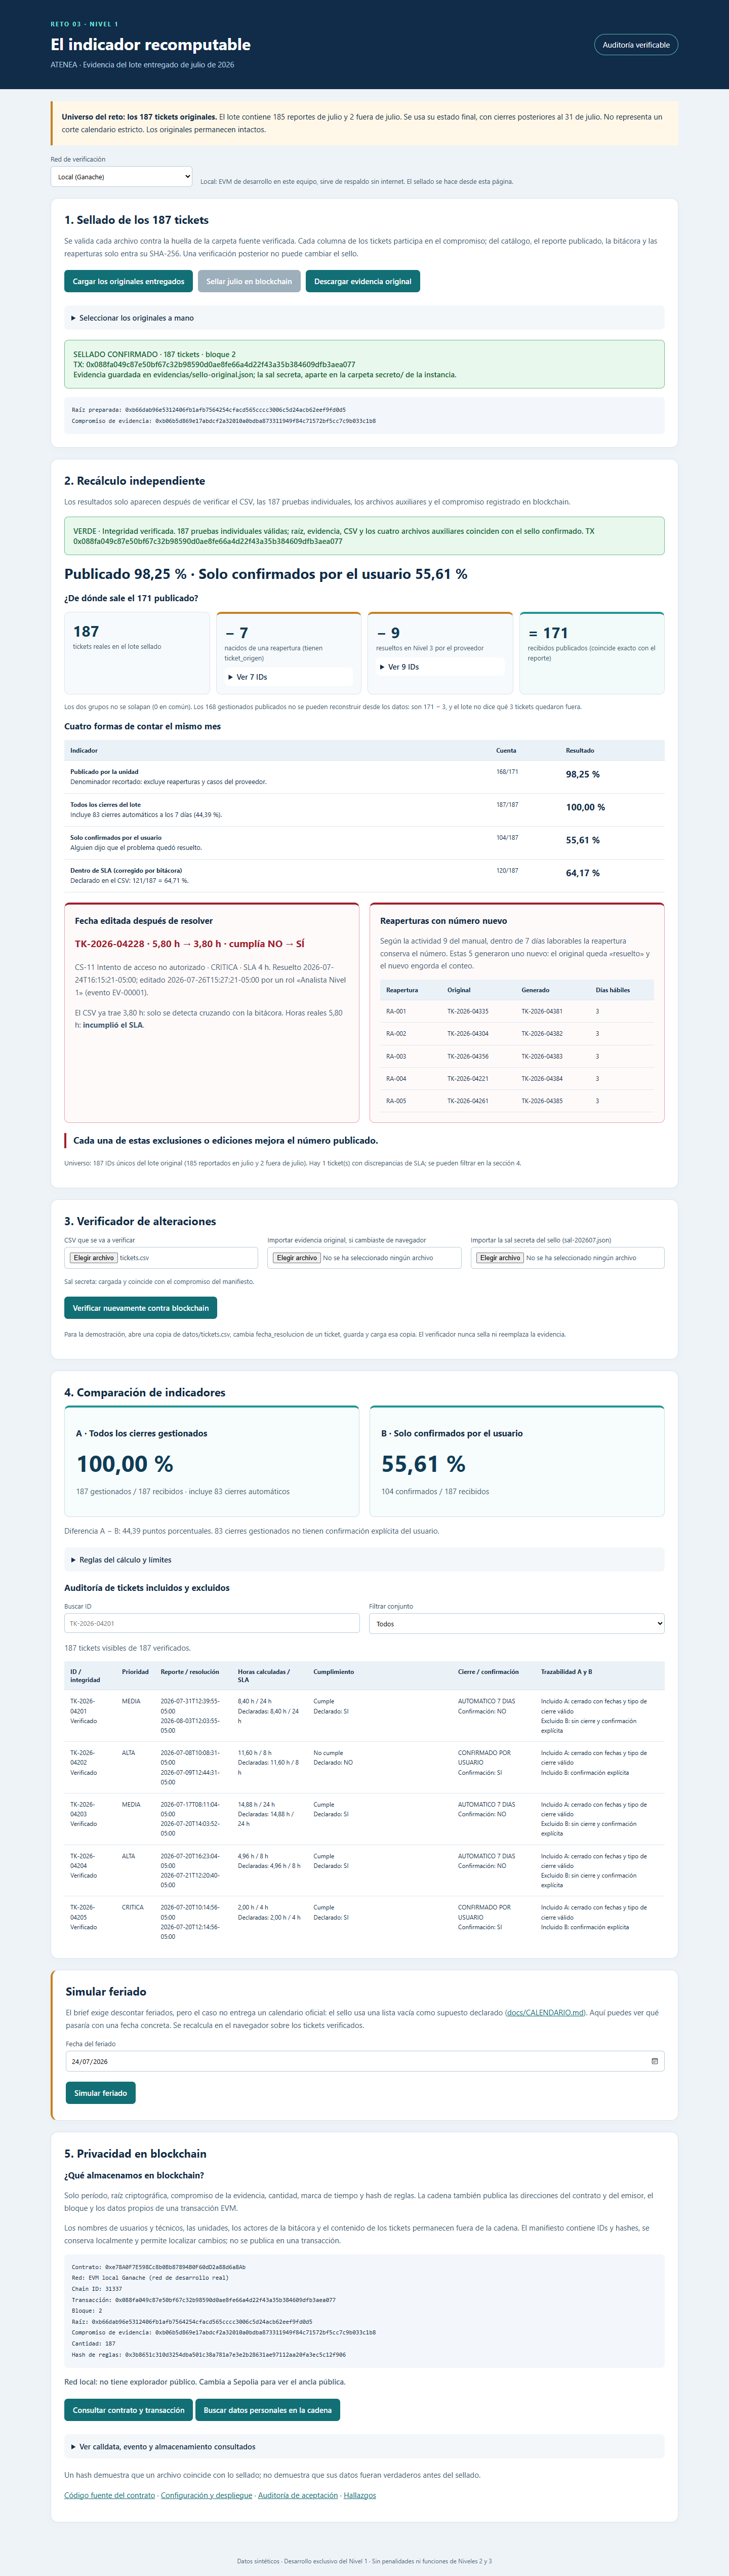 RETO 03 · NIVEL 1
El indicador recomputable
ATENEA · Evidencia del lote entregado de julio de 2026
Auditoría verificable
Universo del reto: los 187 tickets originales. El lote contiene 185 reportes de julio y 2 fuera de julio. Se usa su estado final, con cierres posteriores al 31 de julio. No representa un
corte calendario estricto. Los originales permanecen intactos.
Red de verificación
Local (Ganache)
Local: EVM de desarrollo en este equipo, sirve de respaldo sin internet. El sellado se hace desde esta página.
1. Sellado de los 187 tickets
Se valida cada archivo contra la huella de la carpeta fuente verificada. Cada columna de los tickets participa en el compromiso; del catálogo, el reporte publicado, la bitácora y las
reaperturas solo entra su SHA-256. Una verificación posterior no puede cambiar el sello.
Cargar los originales entregados
Sellar julio en blockchain
Descargar evidencia original
▶ Seleccionar los originales a mano
SELLADO CONFIRMADO · 187 tickets · bloque 2
TX: 0x088fa049c87e50bf67c32b98590d0ae8fe66a4d22f43a35b384609dfb3aea077
Evidencia guardada en evidencias/sello-original.json; la sal secreta, aparte en la carpeta secreto/ de la instancia.
Raíz preparada: 0xb66dab96e5312406fb1afb7564254cfacd565cccc3006c5d24acb62eef9fd0d5
Compromiso de evidencia: 0xb06b5d869e17abdcf2a32010a0bdba873311949f84c71572bf5cc7c9b033c1b8
2. Recálculo independiente
Los resultados solo aparecen después de verificar el CSV, las 187 pruebas individuales, los archivos auxiliares y el compromiso registrado en blockchain.
VERDE · Integridad verificada. 187 pruebas individuales válidas; raíz, evidencia, CSV y los cuatro archivos auxiliares coinciden con el sello confirmado. TX
0x088fa049c87e50bf67c32b98590d0ae8fe66a4d22f43a35b384609dfb3aea077
Publicado 98,25 % · Solo confirmados por el usuario 55,61 %
¿De dónde sale el 171 publicado?
187
tickets reales en el lote sellado
− 7
nacidos de una reapertura (tienen
ticket_origen)
▶ Ver 7 IDs
− 9
resueltos en Nivel 3 por el proveedor
▶ Ver 9 IDs
= 171
recibidos publicados (coincide exacto con el
reporte)
Los dos grupos no se solapan (0 en común). Los 168 gestionados publicados no se pueden reconstruir desde los datos: son 171 − 3, y el lote no dice qué 3 tickets quedaron fuera.
Cuatro formas de contar el mismo mes
Indicador Cuenta Resultado
Publicado por la unidad
Denominador recortado: excluye reaperturas y casos del proveedor.
168/171 98,25 %
Todos los cierres del lote
Incluye 83 cierres automáticos a los 7 días (44,39 %).
187/187 100,00 %
Solo confirmados por el usuario
Alguien dijo que el problema quedó resuelto.
104/187 55,61 %
Dentro de SLA (corregido por bitácora)
Declarado en el CSV: 121/187 = 64,71 %.
120/187 64,17 %
Fecha editada después de resolver
TK-2026-04228 · 5,80 h → 3,80 h · cumplía NO → SÍ
CS-11 Intento de acceso no autorizado · CRITICA · SLA 4 h. Resuelto 2026-07-
24T16:15:21-05:00; editado 2026-07-26T15:27:21-05:00 por un rol «Analista Nivel
1» (evento EV-00001).
El CSV ya trae 3,80 h: solo se detecta cruzando con la bitácora. Horas reales 5,80
h: incumplió el SLA.
Reaperturas con número nuevo
Según la actividad 9 del manual, dentro de 7 días laborables la reapertura
conserva el número. Estas 5 generaron uno nuevo: el original queda «resuelto» y
el nuevo engorda el conteo.
Reapertura Original Generado Días hábiles
RA-001 TK-2026-04335 TK-2026-04381 3
RA-002 TK-2026-04304 TK-2026-04382 3
RA-003 TK-2026-04356 TK-2026-04383 3
RA-004 TK-2026-04221 TK-2026-04384 3
RA-005 TK-2026-04261 TK-2026-04385 3
Cada una de estas exclusiones o ediciones mejora el número publicado.
Universo: 187 IDs únicos del lote original (185 reportados en julio y 2 fuera de julio). Hay 1 ticket(s) con discrepancias de SLA; se pueden filtrar en la sección 4.
3. Verificador de alteraciones
CSV que se va a verificar
Elegir archivo tickets.csv
Importar evidencia original, si cambiaste de navegador
Elegir archivo No se ha seleccionado ningún archivo
Importar la sal secreta del sello (sal-202607.json)
Elegir archivo No se ha seleccionado ningún archivo
Sal secreta: cargada y coincide con el compromiso del manifiesto.
Verificar nuevamente contra blockchain
Para la demostración, abre una copia de datos/tickets.csv, cambia fecha_resolucion de un ticket, guarda y carga esa copia. El verificador nunca sella ni reemplaza la evidencia.
4. Comparación de indicadores
A · Todos los cierres gestionados
100,00 %
187 gestionados / 187 recibidos · incluye 83 cierres automáticos
B · Solo confirmados por el usuario
55,61 %
104 confirmados / 187 recibidos
Diferencia A − B: 44,39 puntos porcentuales. 83 cierres gestionados no tienen confirmación explícita del usuario.
▶ Reglas del cálculo y límites
Auditoría de tickets incluidos y excluidos
Buscar ID
TK-2026-04201
Filtrar conjunto
Todos
187 tickets visibles de 187 verificados.
ID / integridad Prioridad Reporte / resolución Horas calculadas / SLA Cumplimiento Cierre / confirmación Trazabilidad A y B
TK-2026-04201 Verificado MEDIA 2026-07-31T12:39:55-05:00 2026-08-03T12:03:55-05:00 8,40 h / 24 h Declaradas: 8,40 h / 24 h Cumple Declarado: SI AUTOMATICO 7 DIAS Confirmación: NO Incluido A: cerrado con fechas y tipo de cierre válido Excluido B: sin cierre y confirmación explícita
TK-2026-04202 Verificado ALTA 2026-07-08T10:08:31-05:00 2026-07-09T12:44:31-05:00 11,60 h / 8 h Declaradas: 11,60 h / 8 h No cumple Declarado: NO CONFIRMADO POR USUARIO Confirmación: SI Incluido A: cerrado con fechas y tipo de cierre válido Incluido B: confirmación explícita
TK-2026-04203 Verificado MEDIA 2026-07-17T08:11:04-05:00 2026-07-20T14:03:52-05:00 14,88 h / 24 h Declaradas: 14,88 h / 24 h Cumple Declarado: SI AUTOMATICO 7 DIAS Confirmación: NO Incluido A: cerrado con fechas y tipo de cierre válido Excluido B: sin cierre y confirmación explícita
TK-2026-04204 Verificado ALTA 2026-07-20T16:23:04-05:00 2026-07-21T12:20:40-05:00 4,96 h / 8 h Declaradas: 4,96 h / 8 h Cumple Declarado: SI AUTOMATICO 7 DIAS Confirmación: NO Incluido A: cerrado con fechas y tipo de cierre válido Excluido B: sin cierre y confirmación explícita
TK-2026-04205 Verificado CRITICA 2026-07-20T10:14:56-05:00 2026-07-20T12:14:56-05:00 2,00 h / 4 h Declaradas: 2,00 h / 4 h Cumple Declarado: SI CONFIRMADO POR USUARIO Confirmación: SI Incluido A: cerrado con fechas y tipo de cierre válido Incluido B: confirmación explícita
Simular feriado
El brief exige descontar feriados, pero el caso no entrega un calendario oficial: el sello usa una lista vacía como supuesto declarado (docs/CALENDARIO.md). Aquí puedes ver qué
pasaría con una fecha concreta. Se recalcula en el navegador sobre los tickets verificados.
Fecha del feriado
24/07/2026
Simular feriado
5. Privacidad en blockchain
¿Qué almacenamos en blockchain?
Solo período, raíz criptográfica, compromiso de la evidencia, cantidad, marca de tiempo y hash de reglas. La cadena también publica las direcciones del contrato y del emisor, el
bloque y los datos propios de una transacción EVM.
Los nombres de usuarios y técnicos, las unidades, los actores de la bitácora y el contenido de los tickets permanecen fuera de la cadena. El manifiesto contiene IDs y hashes, se
conserva localmente y permite localizar cambios; no se publica en una transacción.
Contrato: 0xe78A0F7E598Cc8b0Bb87894B0F60dD2a88d6a8Ab
Red: EVM local Ganache (red de desarrollo real)
Chain ID: 31337
Transacción: 0x088fa049c87e50bf67c32b98590d0ae8fe66a4d22f43a35b384609dfb3aea077
Bloque: 2
Raíz: 0xb66dab96e5312406fb1afb7564254cfacd565cccc3006c5d24acb62eef9fd0d5
Compromiso de evidencia: 0xb06b5d869e17abdcf2a32010a0bdba873311949f84c71572bf5cc7c9b033c1b8
Cantidad: 187
Hash de reglas: 0x3b8651c310d3254dba501c38a781a7e3e2b28631ae97112aa20fa3ec5c12f906
Red local: no tiene explorador público. Cambia a Sepolia para ver el ancla pública.
Consultar contrato y transacción
Buscar datos personales en la cadena
▶ Ver calldata, evento y almacenamiento consultados
Un hash demuestra que un archivo coincide con lo sellado; no demuestra que sus datos fueran verdaderos antes del sellado.
Código fuente del contrato · Configuración y despliegue · Auditoría de aceptación · Hallazgos
Datos sintéticos · Desarrollo exclusivo del Nivel 1 · Sin penalidades ni funciones de Niveles 2 y 3